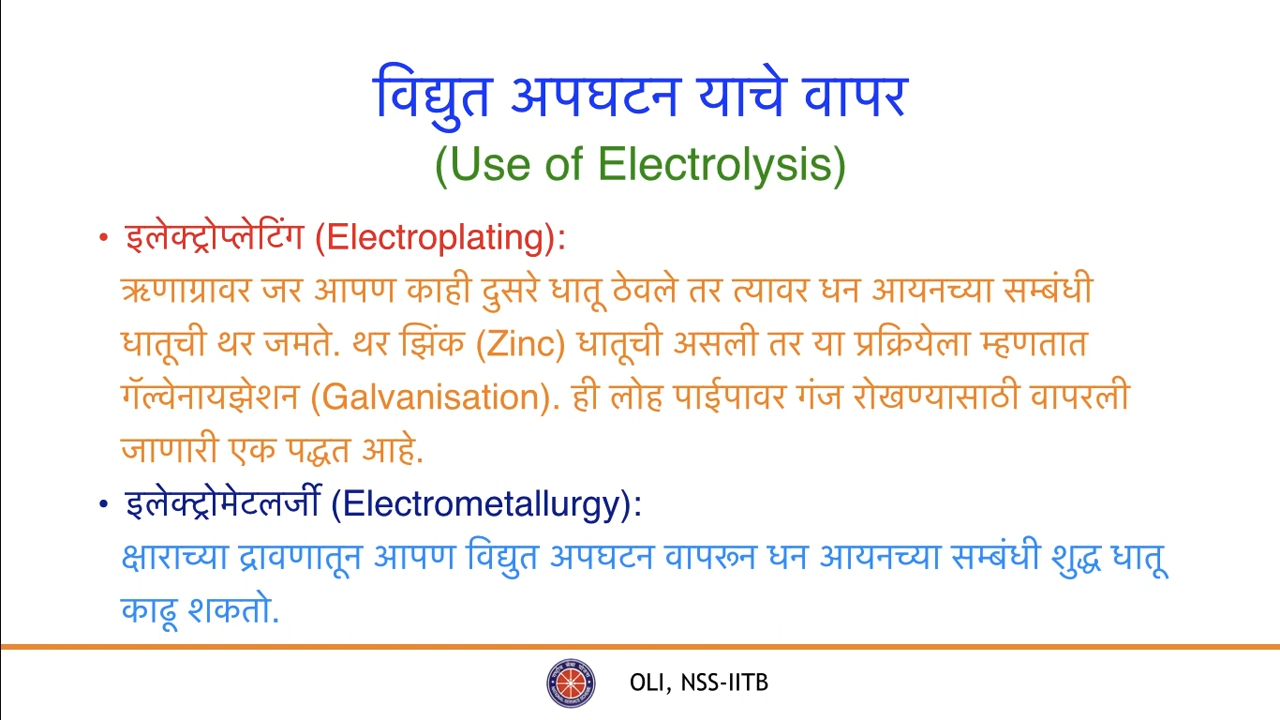 विद्युत अपघटन याचे वापर
(Use of Electrolysis)
• इलेक्ट्रोप्लेटिंग (Electroplating):
ऋणाग्रावर जर आपण काही दुसरे धातू ठेवले तर त्यावर धन आयनच्या सम्बंधी
धातूची थर जमते. थर झिंक (Zinc) धातूची असली तर या प्रक्रियेला म्हणतात
गॅल्वेनायझेशन (Galvanisation). ही लोह पाईपावर गंज रोखण्यासाठी वापरली
जाणारी एक पद्धत आहे.
• इलेक्ट्रोमेटलर्जी (Electrometallurgy):
क्षाराच्या द्रावणातून आपण विद्युत अपघटन वापरून धन आयनच्या सम्बंधी शुद्ध धातू
काढू शकतो.
OLI, NSS-IITB